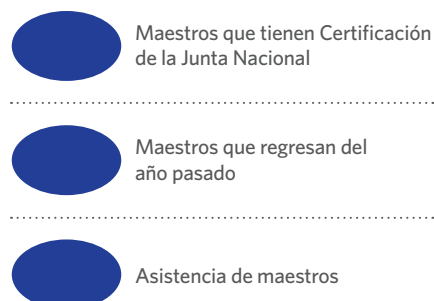 Maestros que tienen Certificación
de la Junta Nacional
Maestros que regresan del
año pasado
Asistencia de maestros